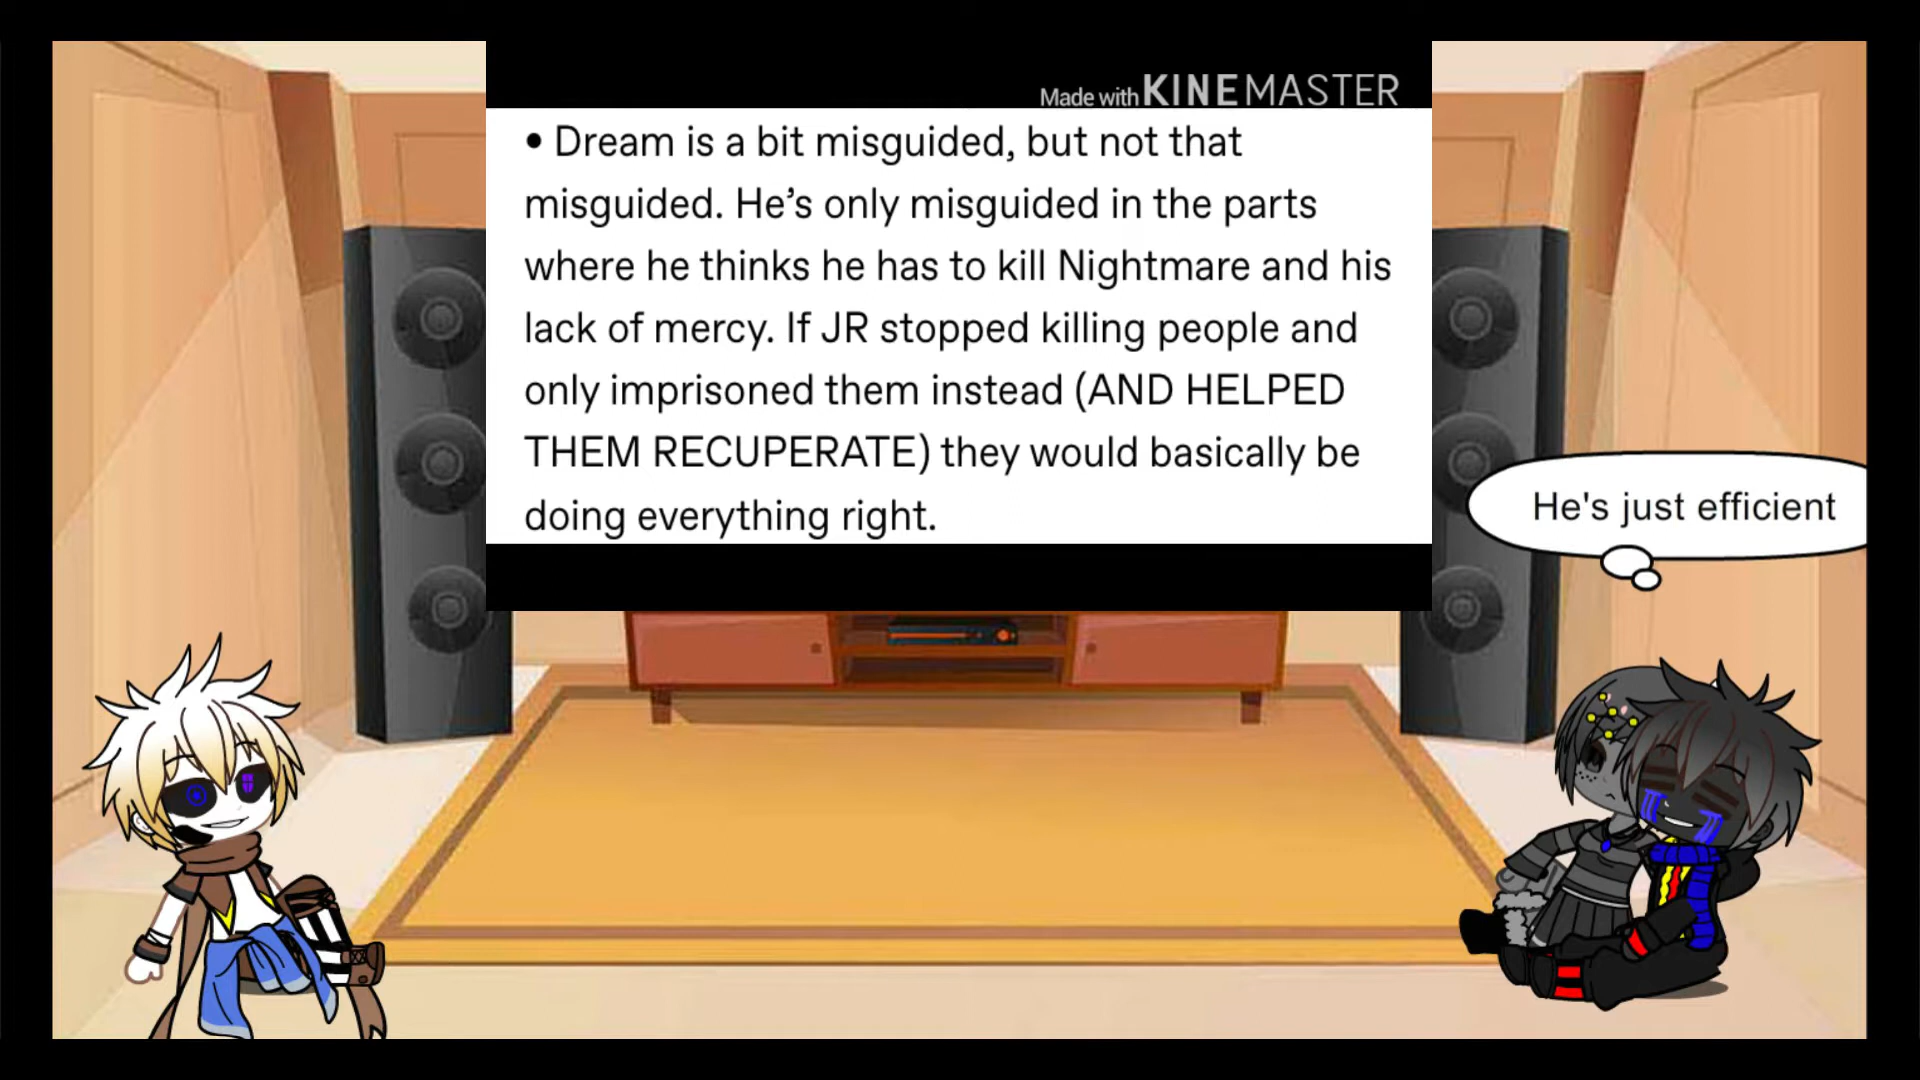 Made with KINEMASTER
• Dream is a bit misguided, but not that
misguided. He’s only misguided in the parts
where he thinks he has to kill Nightmare and his
lack of mercy. If JR stopped killing people and
only imprisoned them instead (AND HELPED
THEM RECUPERATE) they would basically be
doing everything right.
He's just efficient